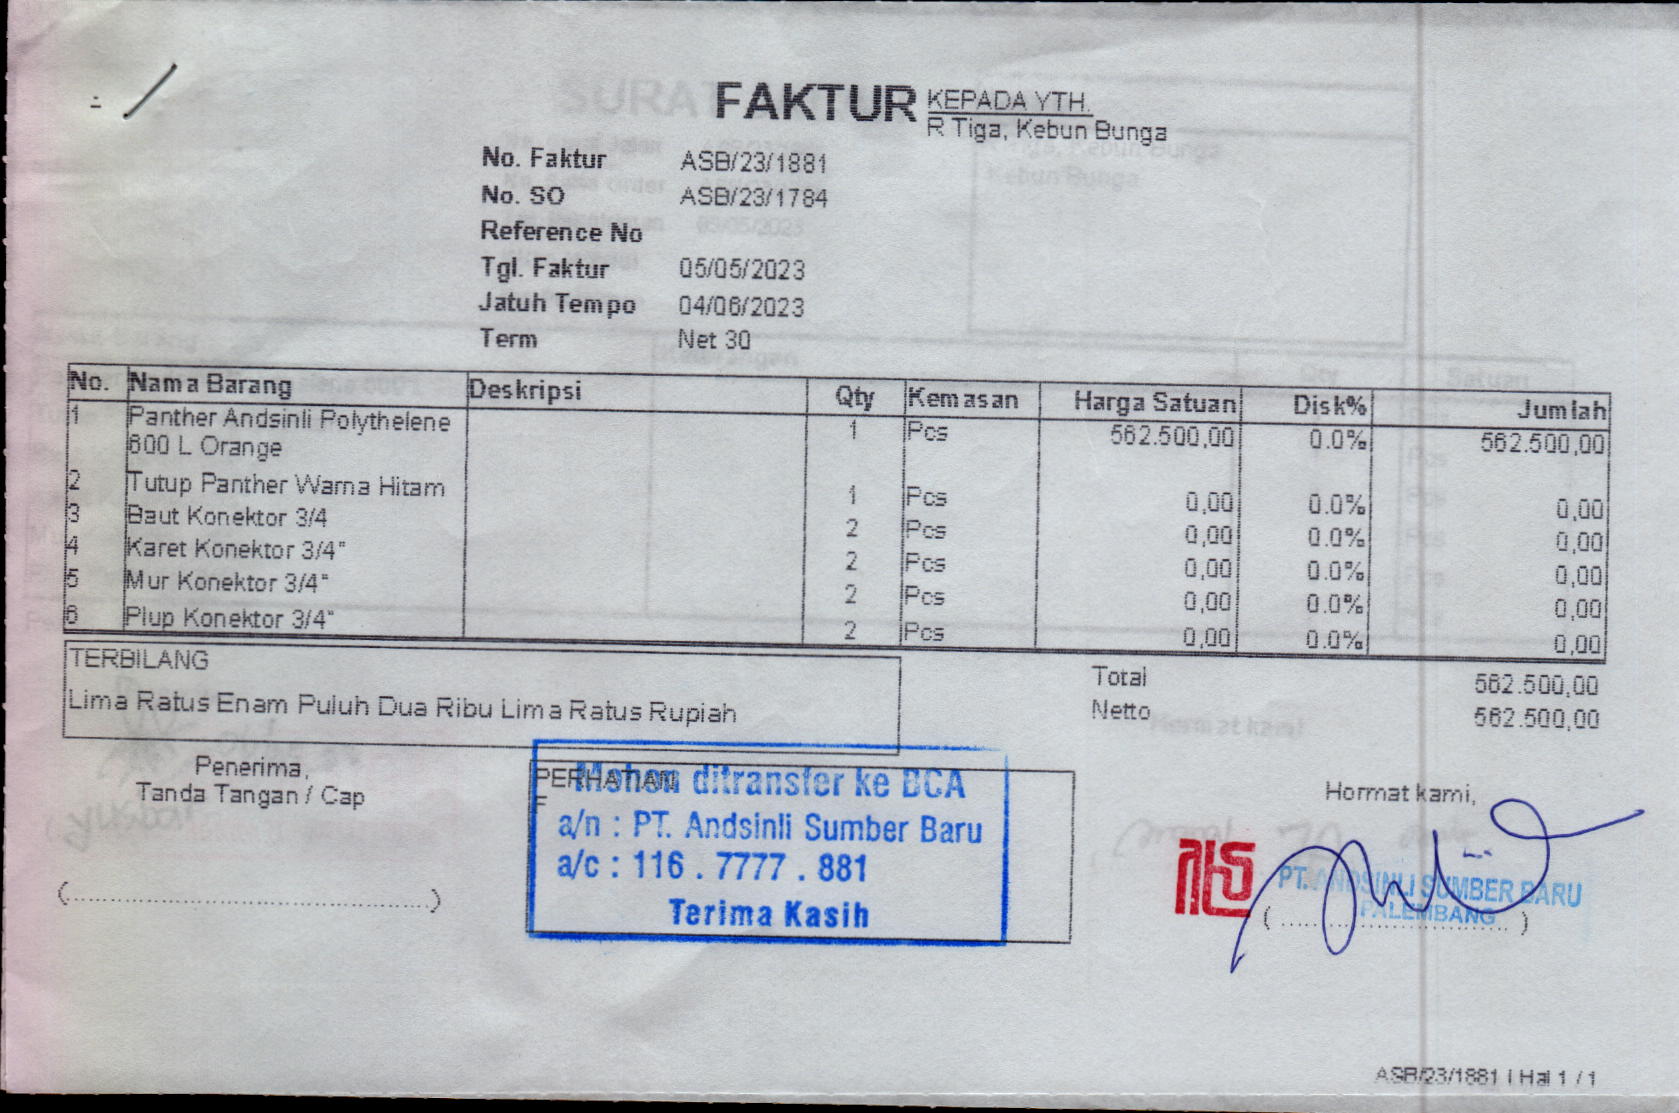 FAKTUR
KEPADA YTH.
R Tiga, Kebun Bunga
No. Faktur ASB/23/1881
No. SO ASB/23/1784
Reference No
Tgl. Faktur 05/05/2023
Jatuh Tempo 04/06/2023
Term Net 30
No. Nama Barang Deskripsi Qty Kemasan Harga Satuan Disk% Jumlah
1 Panther Andsinli Polythelene 1 Pcs 562.500,00 0.0% 562.500,00
600 L Orange
2 Tutup Panther Warna Hitam 1 Pcs 0,00 0.0% 0,00
3 Baut Konektor 3/4 2 Pcs 0,00 0.0% 0,00
4 Karet Konektor 3/4" 2 Pcs 0,00 0.0% 0,00
5 Mur Konektor 3/4" 2 Pcs 0,00 0.0% 0,00
6 Plup Konektor 3/4" 2 Pcs 0,00 0.0% 0,00
TERBILANG
Lima Ratus Enam Puluh Dua Ribu Lima Ratus Rupiah
Total 562.500,00
Netto 562.500,00
Penerima,
Tanda Tangan / Cap
(..........................................................)
PERHATIAN
F
Mohon ditransfer ke BCA
a/n : PT. Andsinli Sumber Baru
a/c : 116 . 7777 . 881
Terima Kasih
Hormat kami,
PT. ANDSINLI SUMBER BARU
PALEMBANG
ASB/23/1881 | Hal 1 / 1